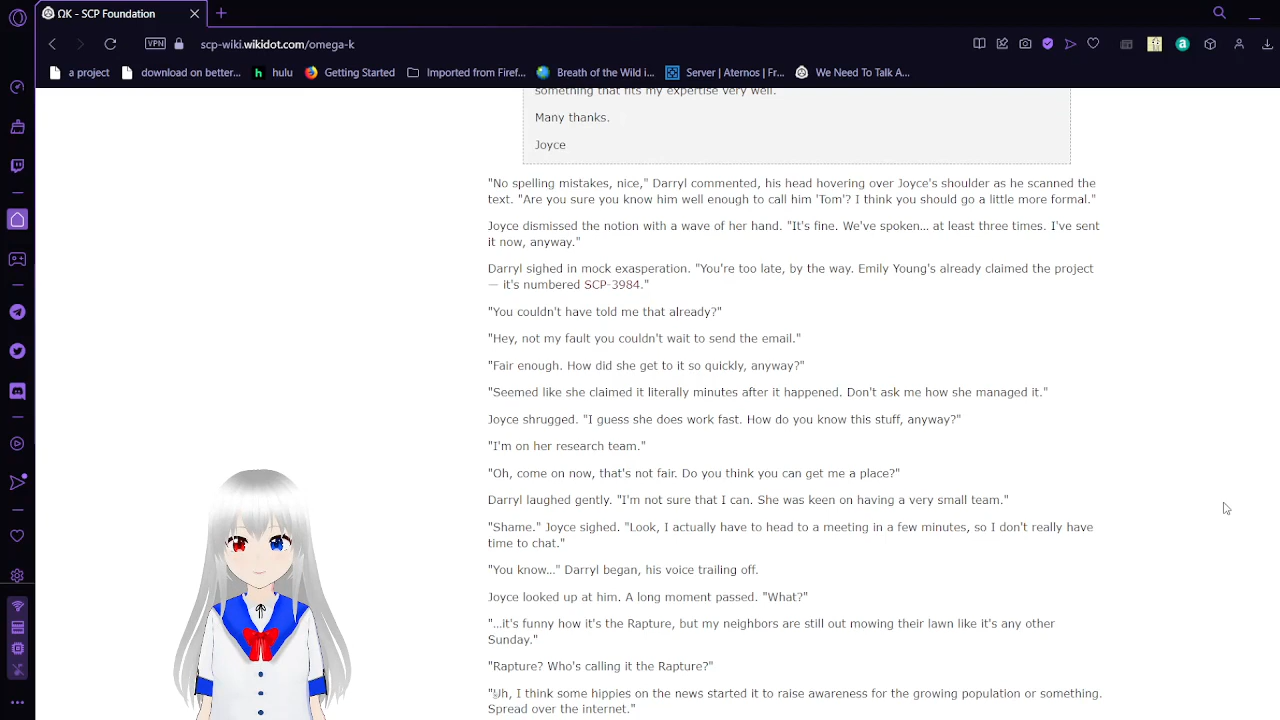 ΩK - SCP Foundation
VPN
scp-wiki.wikidot.com/omega-k
a project
download on better...
hulu
Getting Started
Imported from Firef...
Breath of the Wild i...
Server | Aternos | Fr...
We Need To Talk A...
something that fits my expertise very well.
Many thanks.
Joyce
"No spelling mistakes, nice," Darryl commented, his head hovering over Joyce's shoulder as he scanned the
text. "Are you sure you know him well enough to call him 'Tom'? I think you should go a little more formal."
Joyce dismissed the notion with a wave of her hand. "It's fine. We've spoken… at least three times. I've sent
it now, anyway."
Darryl sighed in mock exasperation. "You're too late, by the way. Emily Young's already claimed the project
— it's numbered SCP-3984."
"You couldn't have told me that already?"
"Hey, not my fault you couldn't wait to send the email."
"Fair enough. How did she get to it so quickly, anyway?"
"Seemed like she claimed it literally minutes after it happened. Don't ask me how she managed it."
Joyce shrugged. "I guess she does work fast. How do you know this stuff, anyway?"
"I'm on her research team."
"Oh, come on now, that's not fair. Do you think you can get me a place?"
Darryl laughed gently. "I'm not sure that I can. She was keen on having a very small team."
"Shame." Joyce sighed. "Look, I actually have to head to a meeting in a few minutes, so I don't really have
time to chat."
"You know…" Darryl began, his voice trailing off.
Joyce looked up at him. A long moment passed. "What?"
"…it's funny how it's the Rapture, but my neighbors are still out mowing their lawn like it's any other
Sunday."
"Rapture? Who's calling it the Rapture?"
"Uh, I think some hippies on the news started it to raise awareness for the growing population or something.
Spread over the internet."